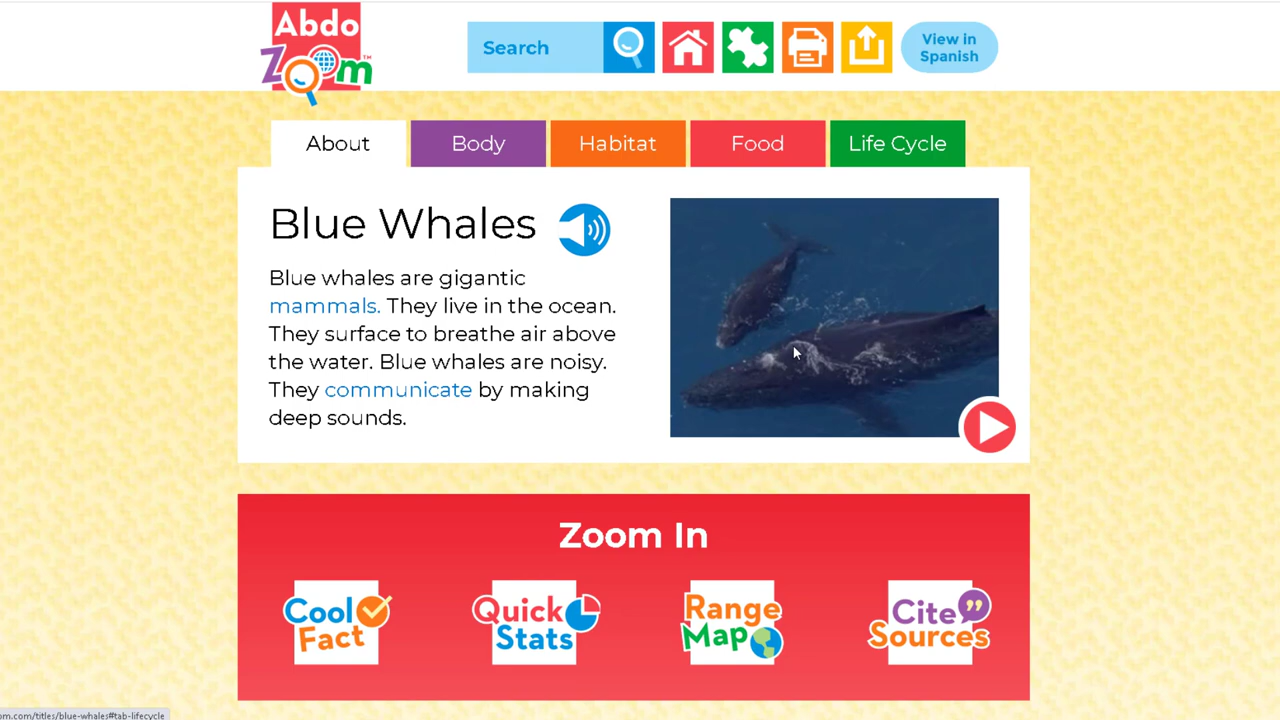 Abdo
Zoom™
Search
View in
Spanish
About
Body
Habitat
Food
Life Cycle
Blue Whales
Blue whales are gigantic
mammals. They live in the ocean.
They surface to breathe air above
the water. Blue whales are noisy.
They communicate by making
deep sounds.
Zoom In
Cool
Fact
Quick
Stats
Range
Map
Cite
Sources
om.com/titles/blue-whales#tab-lifecycle